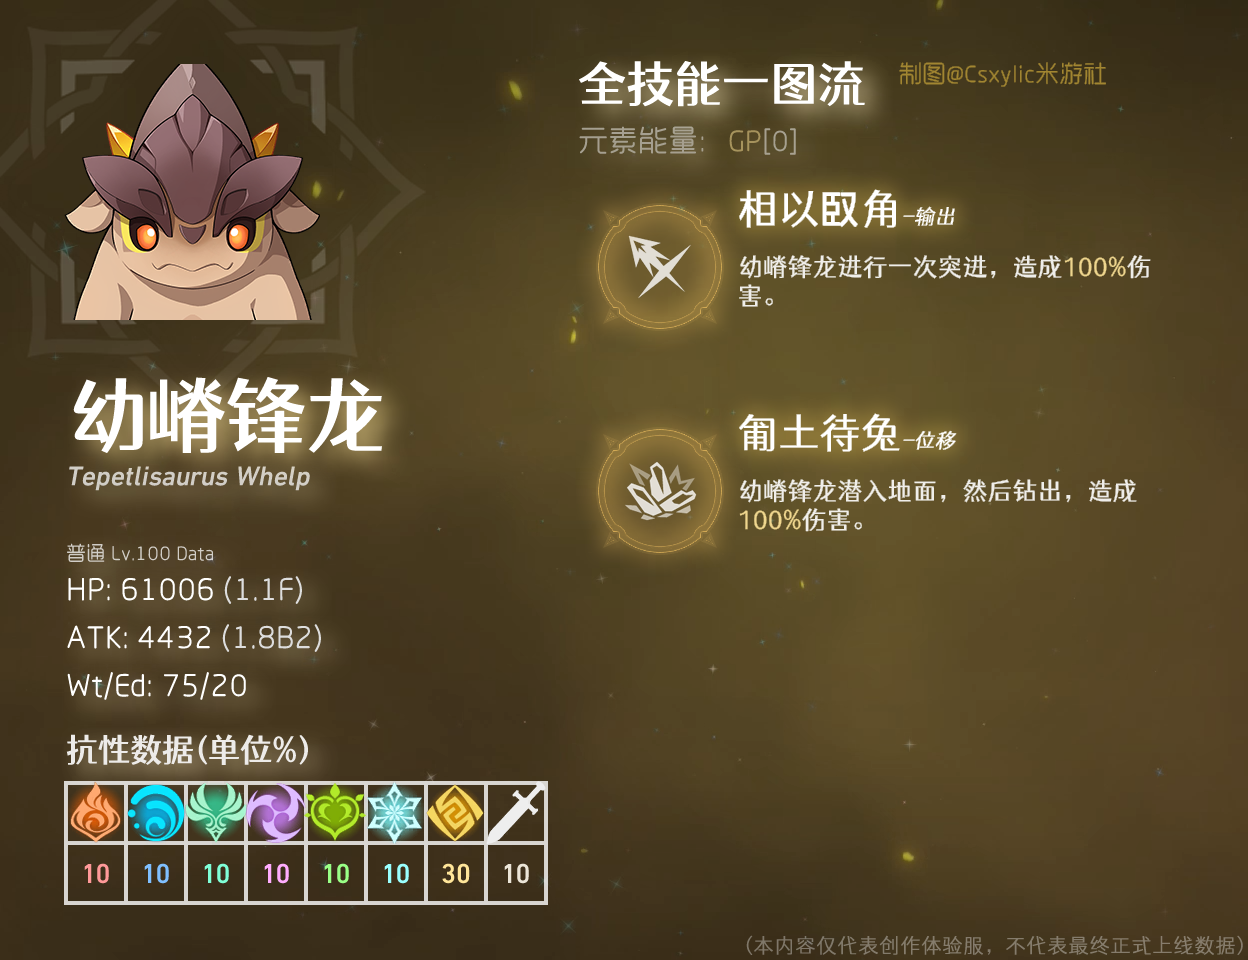 全技能一图流
制图@Csxylic米游社
元素能量： GP[0]
相以馭角-输出
幼嵴锋龙进行一次突进，造成100%伤
害。
匍土待兔-位移
幼嵴锋龙潜入地面，然后钻出，造成
100%伤害。
幼嵴锋龙
Tepetlisaurus Whelp
普通 Lv.100 Data
HP: 61006 (1.1F)
ATK: 4432 (1.8B2)
Wt/Ed: 75/20
抗性数据(单位%)
10 10 10 10 10 10 30 10
(本内容仅代表创作体验服，不代表最终正式上线数据)